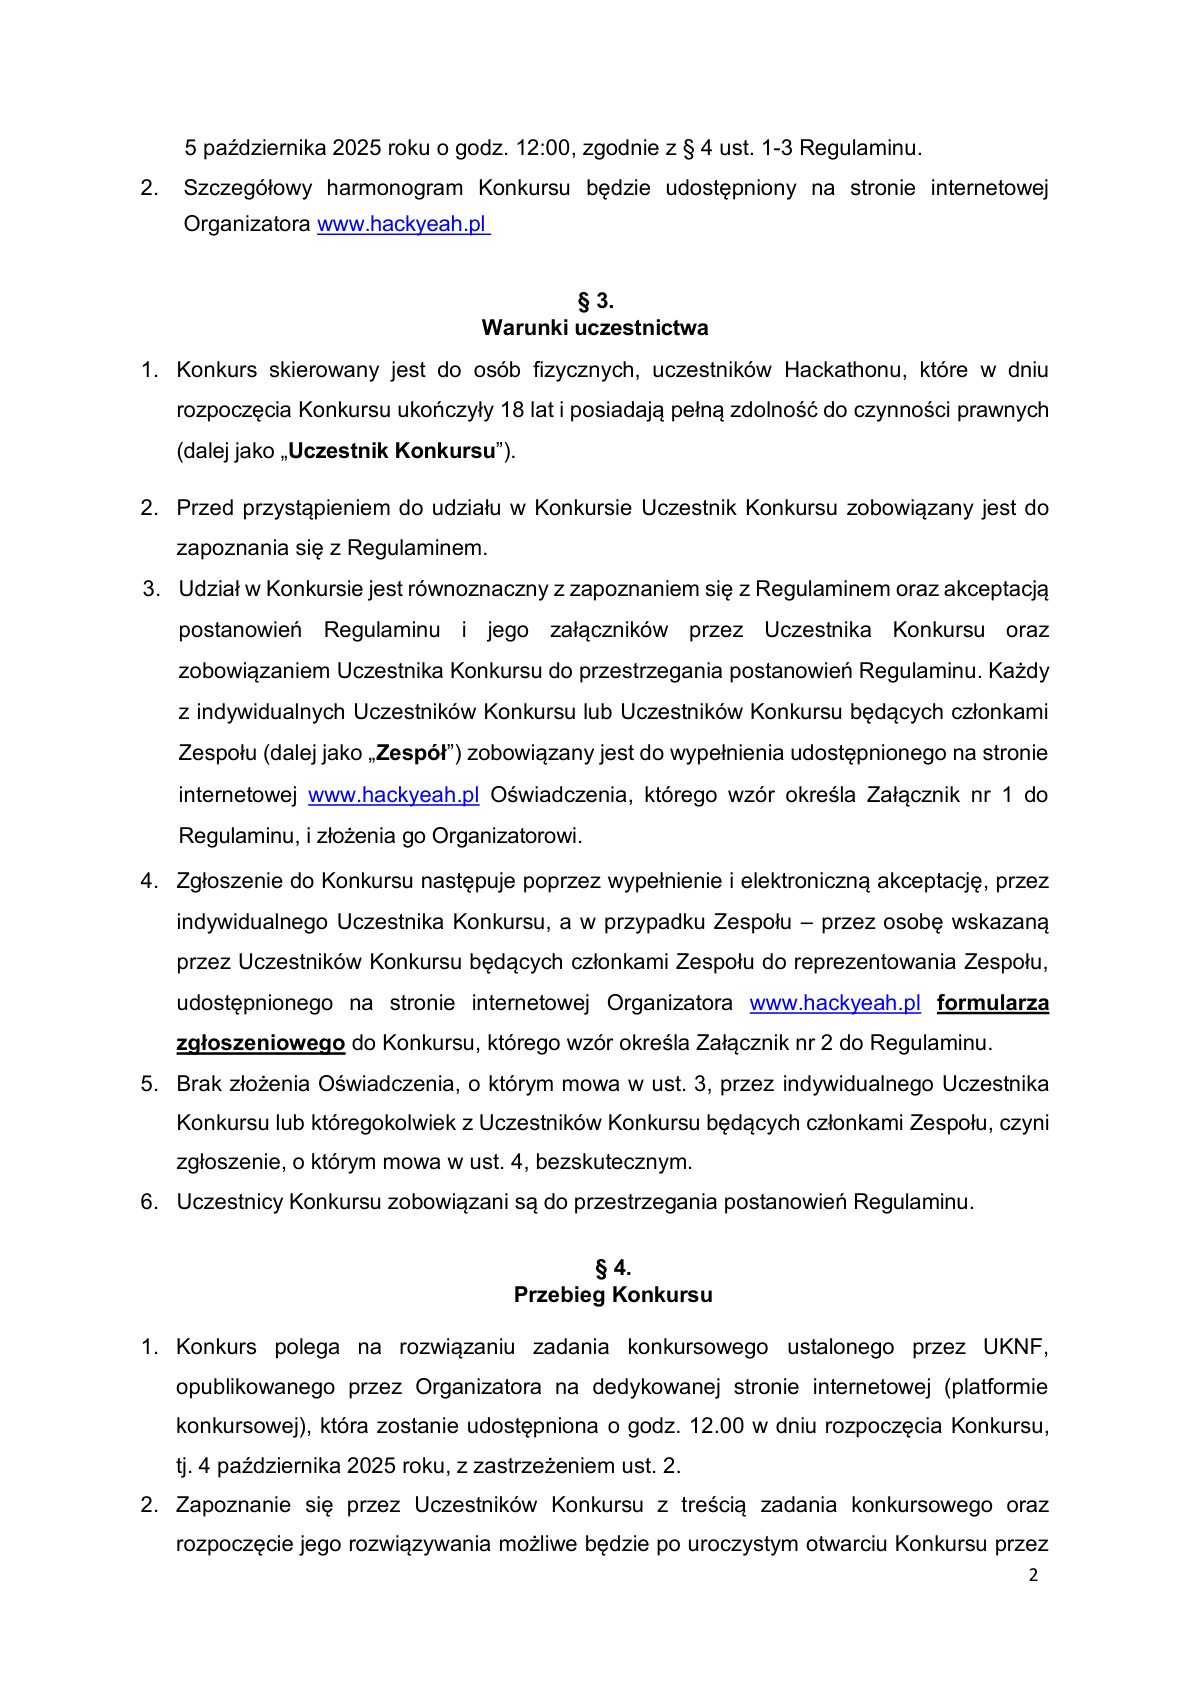 5 października 2025 roku o godz. 12:00, zgodnie z § 4 ust. 1-3 Regulaminu.
2. Szczegółowy harmonogram Konkursu będzie udostępniony na stronie internetowej
Organizatora www.hackyeah.pl
§ 3.
Warunki uczestnictwa
1. Konkurs skierowany jest do osób fizycznych, uczestników Hackathonu, które w dniu
rozpoczęcia Konkursu ukończyły 18 lat i posiadają pełną zdolność do czynności prawnych
(dalej jako „Uczestnik Konkursu”).
2. Przed przystąpieniem do udziału w Konkursie Uczestnik Konkursu zobowiązany jest do
zapoznania się z Regulaminem.
3. Udział w Konkursie jest równoznaczny z zapoznaniem się z Regulaminem oraz akceptacją
postanowień Regulaminu i jego załączników przez Uczestnika Konkursu oraz
zobowiązaniem Uczestnika Konkursu do przestrzegania postanowień Regulaminu. Każdy
z indywidualnych Uczestników Konkursu lub Uczestników Konkursu będących członkami
Zespołu (dalej jako „Zespół”) zobowiązany jest do wypełnienia udostępnionego na stronie
internetowej www.hackyeah.pl Oświadczenia, którego wzór określa Załącznik nr 1 do
Regulaminu, i złożenia go Organizatorowi.
4. Zgłoszenie do Konkursu następuje poprzez wypełnienie i elektroniczną akceptację, przez
indywidualnego Uczestnika Konkursu, a w przypadku Zespołu – przez osobę wskazaną
przez Uczestników Konkursu będących członkami Zespołu do reprezentowania Zespołu,
udostępnionego na stronie internetowej Organizatora www.hackyeah.pl formularza
zgłoszeniowego do Konkursu, którego wzór określa Załącznik nr 2 do Regulaminu.
5. Brak złożenia Oświadczenia, o którym mowa w ust. 3, przez indywidualnego Uczestnika
Konkursu lub któregokolwiek z Uczestników Konkursu będących członkami Zespołu, czyni
zgłoszenie, o którym mowa w ust. 4, bezskutecznym.
6. Uczestnicy Konkursu zobowiązani są do przestrzegania postanowień Regulaminu.
§ 4.
Przebieg Konkursu
1. Konkurs polega na rozwiązaniu zadania konkursowego ustalonego przez UKNF,
opublikowanego przez Organizatora na dedykowanej stronie internetowej (platformie
konkursowej), która zostanie udostępniona o godz. 12.00 w dniu rozpoczęcia Konkursu,
tj. 4 października 2025 roku, z zastrzeżeniem ust. 2.
2. Zapoznanie się przez Uczestników Konkursu z treścią zadania konkursowego oraz
rozpoczęcie jego rozwiązywania możliwe będzie po uroczystym otwarciu Konkursu przez
2